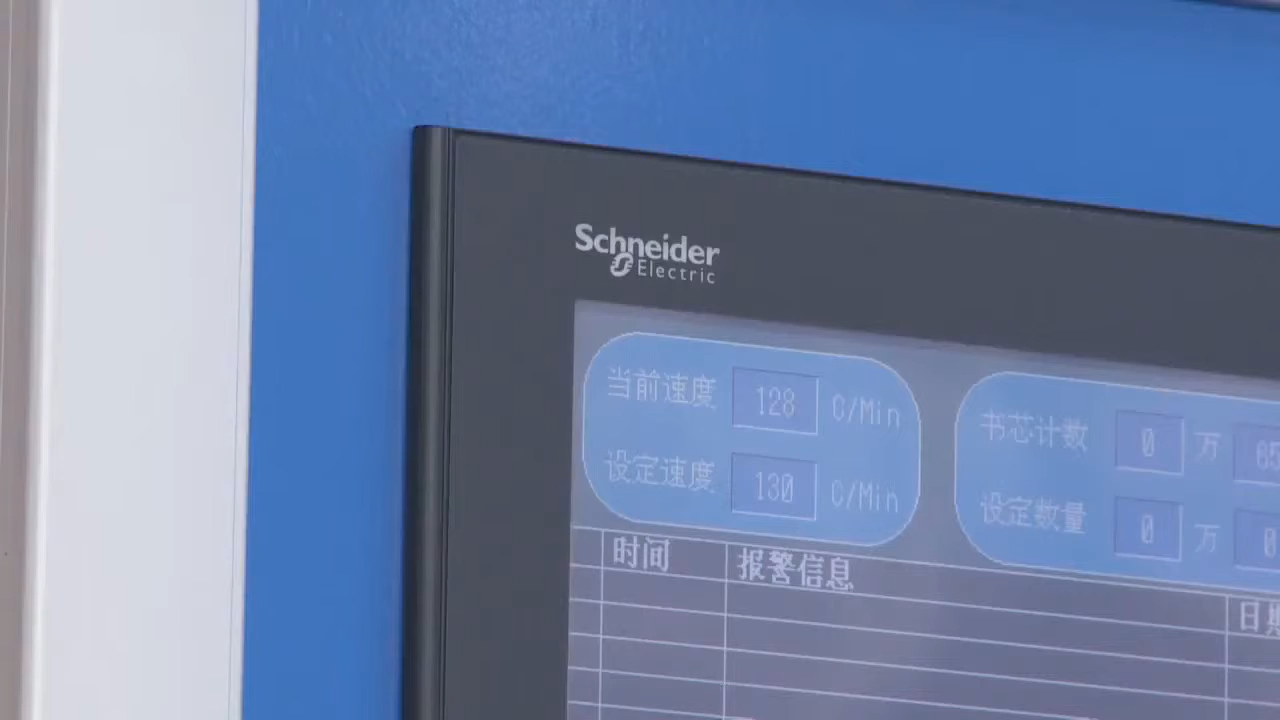 Schneider
Electric
当前速度 128 C/Min
设定速度 130 C/Min
书芯计数 0 万
设定数量 0 万
时间 报警信息